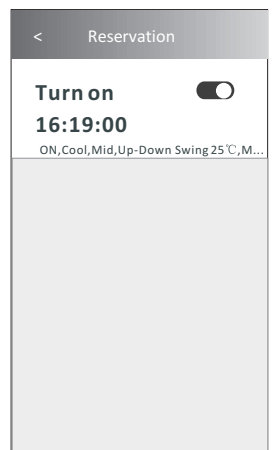 < Reservation
Turn on
16:19:00
ON,Cool,Mid,Up-Down Swing 25℃,M...